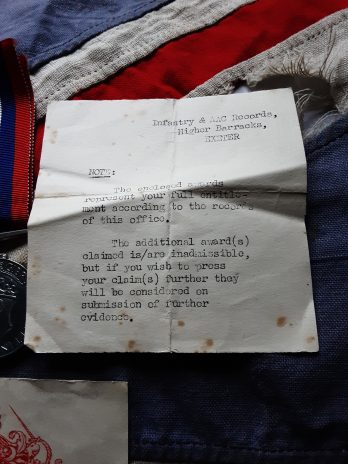 Infantry & AAC Records,
Higher Barracks,
EXETER
NOTE:
The enclosed awards
represent your full entitle-
ment according to the records
of this office.
The additional award(s)
claimed is/are inadmissible,
but if you wish to press
your claim(s) further they
will be considered on
submission of further
evidence.